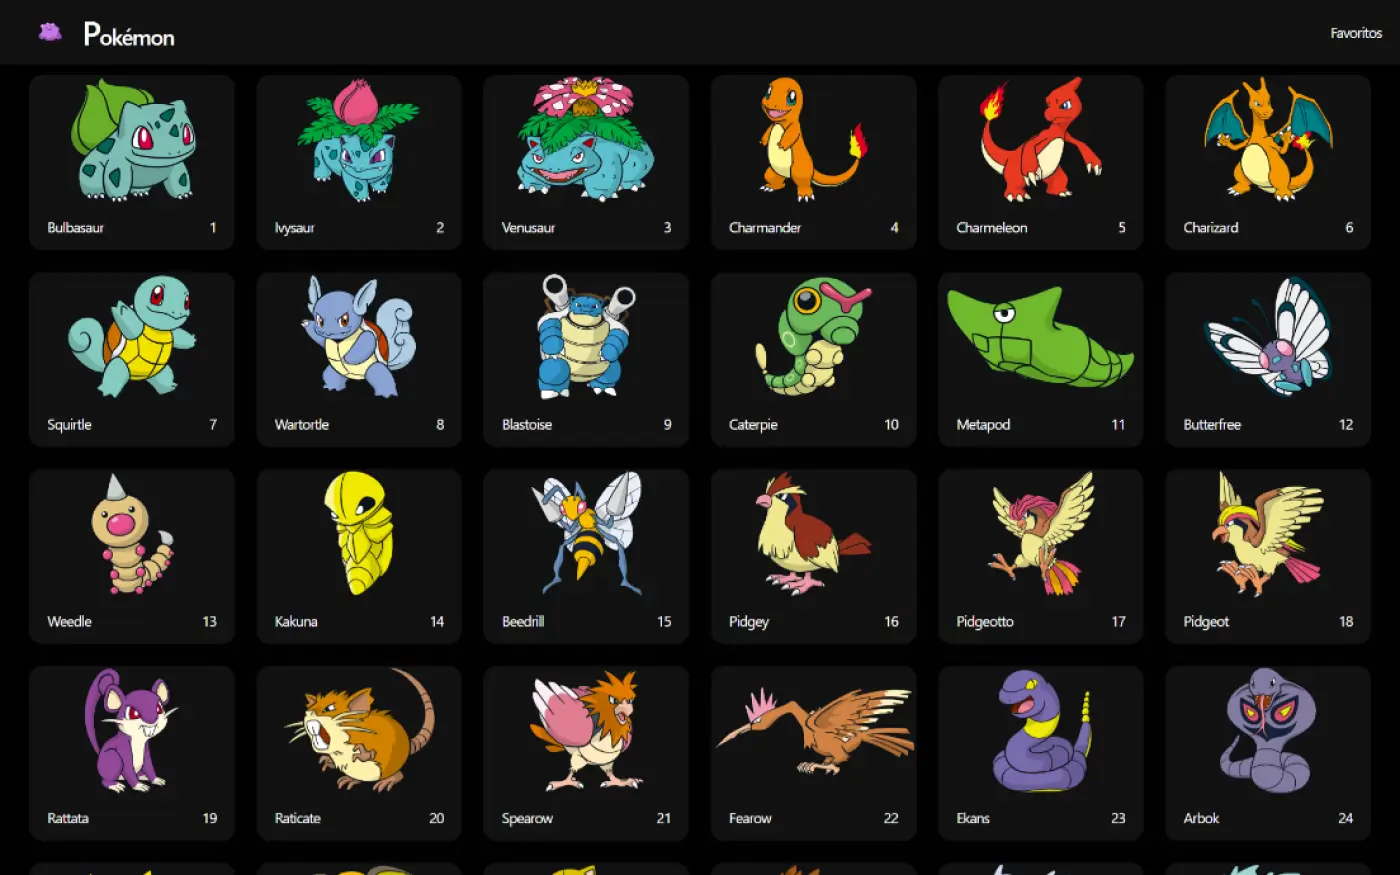 Pokémon
Favoritos
Bulbasaur 1
Ivysaur 2
Venusaur 3
Charmander 4
Charmeleon 5
Charizard 6
Squirtle 7
Wartortle 8
Blastoise 9
Caterpie 10
Metapod 11
Butterfree 12
Weedle 13
Kakuna 14
Beedrill 15
Pidgey 16
Pidgeotto 17
Pidgeot 18
Rattata 19
Raticate 20
Spearow 21
Fearow 22
Ekans 23
Arbok 24